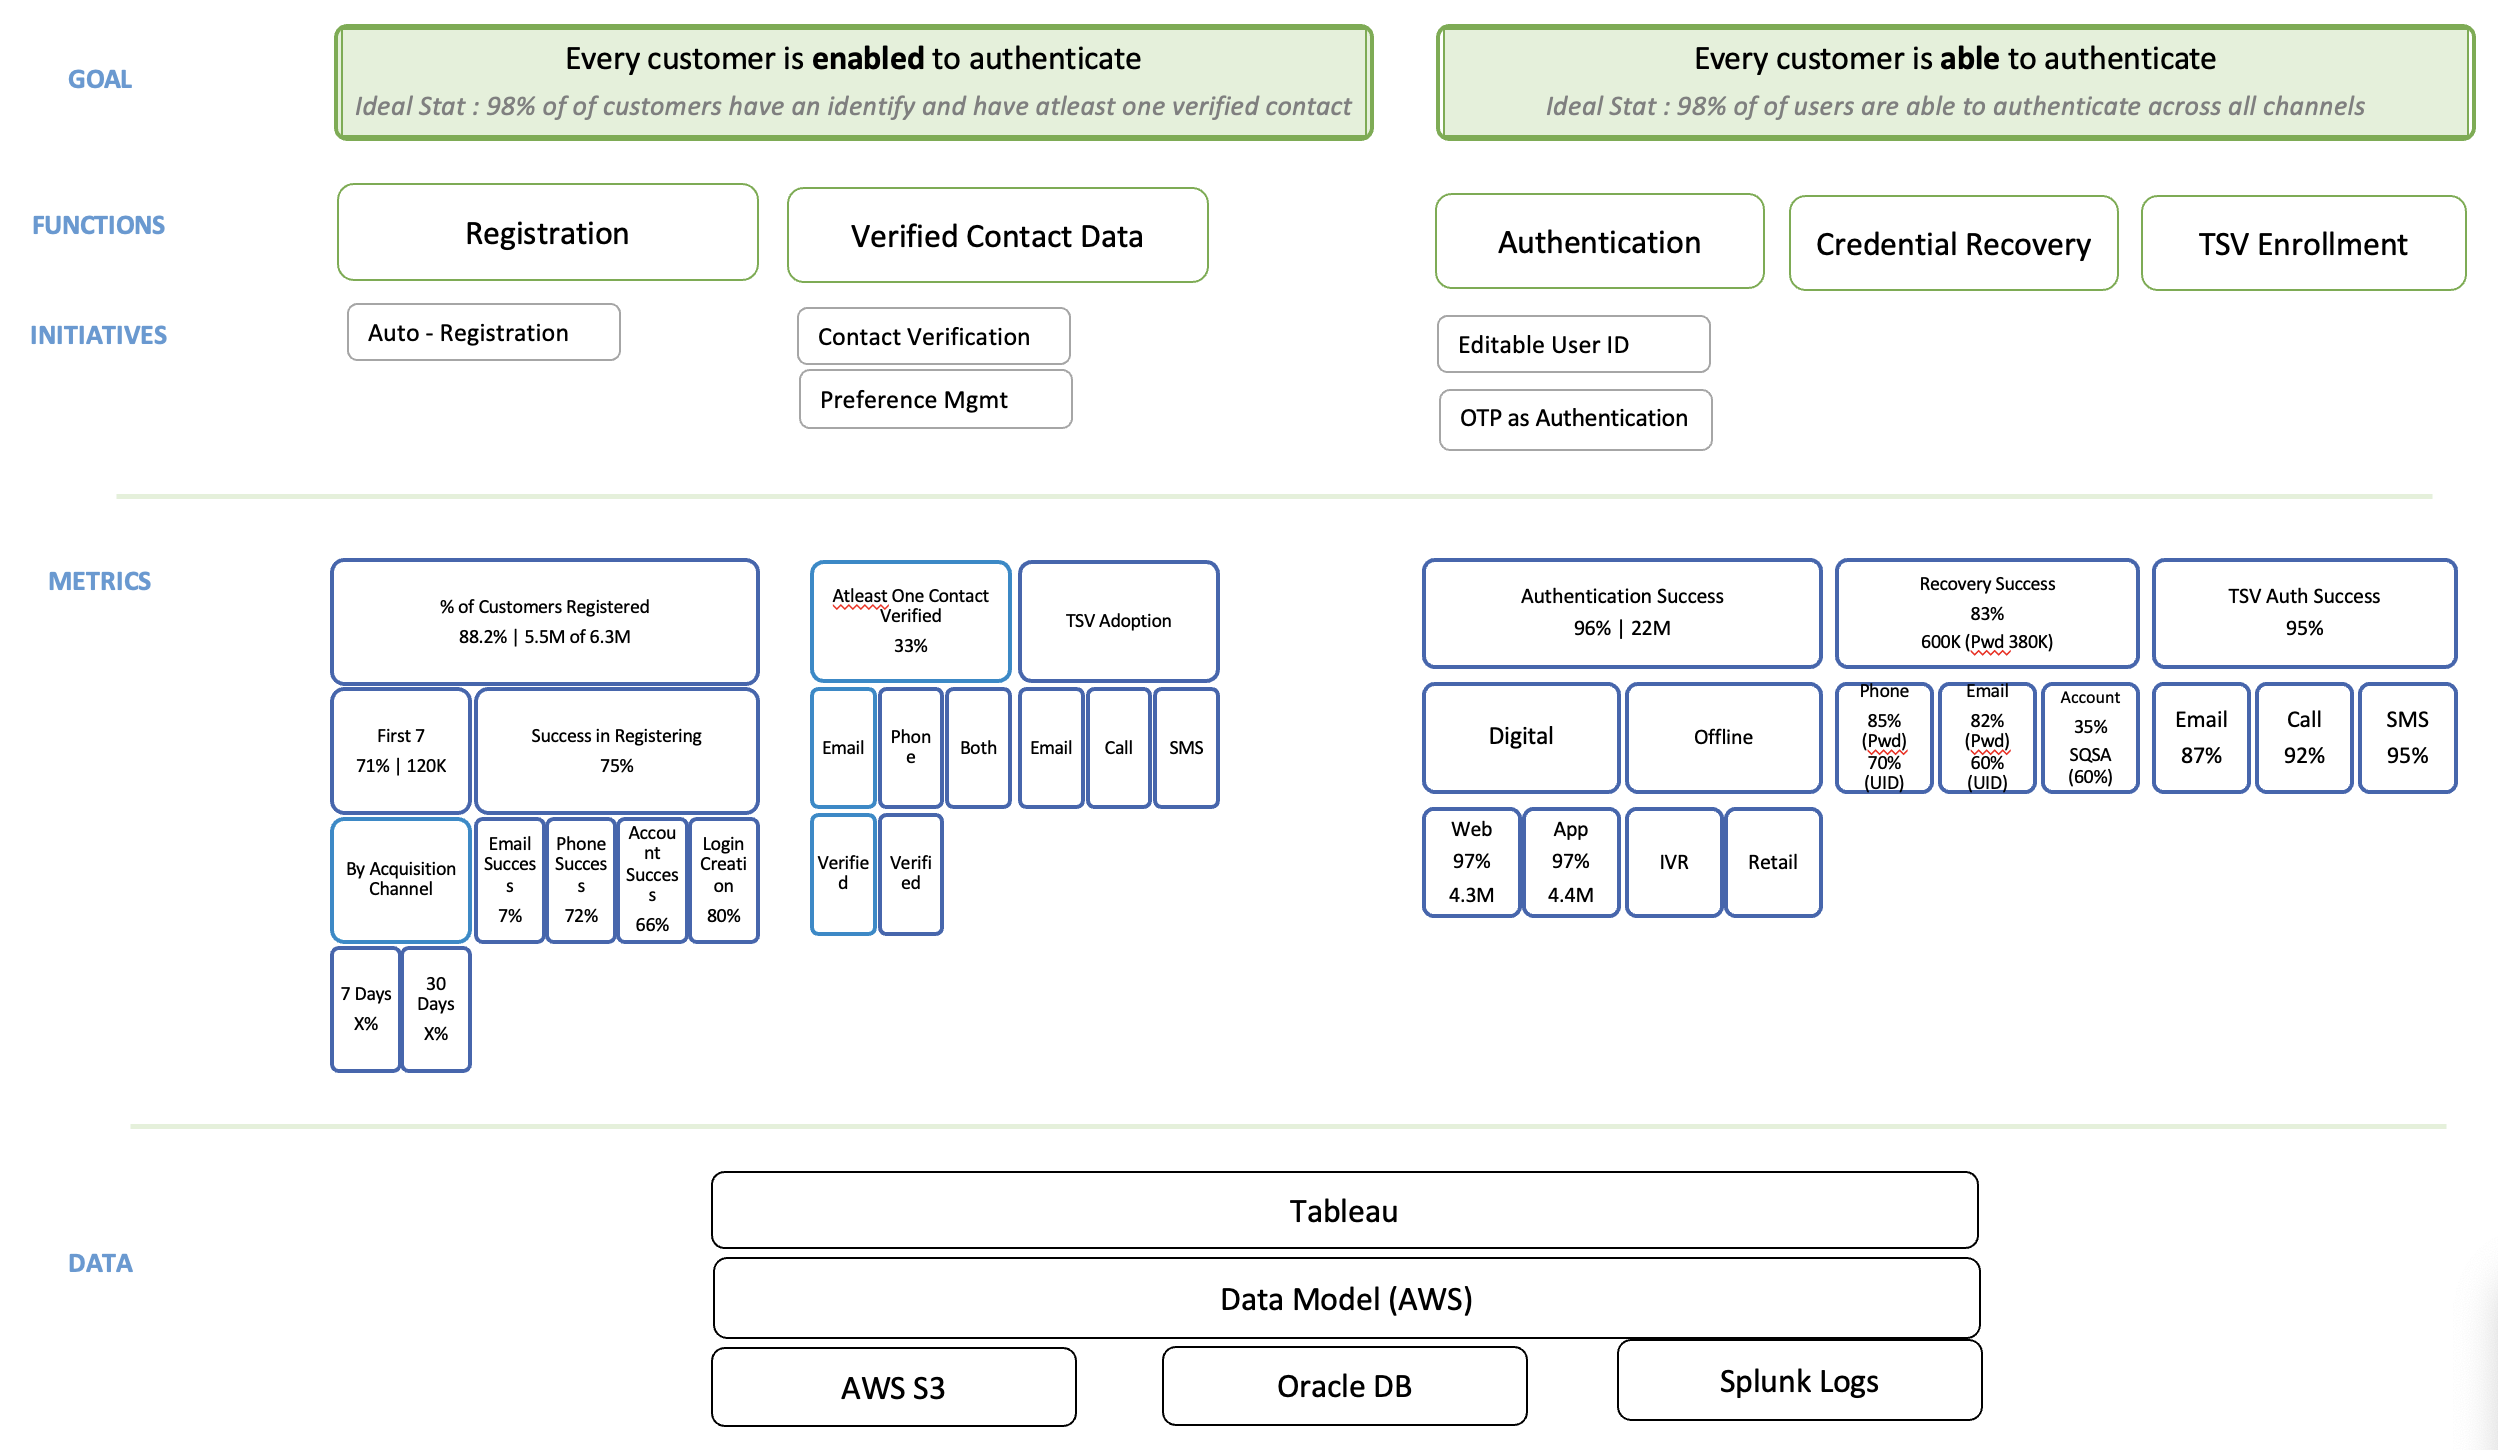 GOAL
Every customer is enabled to authenticate
Ideal Stat : 98% of of customers have an identify and have atleast one verified contact
Every customer is able to authenticate
Ideal Stat : 98% of of users are able to authenticate across all channels
FUNCTIONS
Registration
Verified Contact Data
Authentication
Credential Recovery
TSV Enrollment
INITIATIVES
Auto - Registration
Contact Verification
Preference Mgmt
Editable User ID
OTP as Authentication
METRICS
% of Customers Registered
88.2% | 5.5M of 6.3M
First 7
71% | 120K
Success in Registering
75%
By Acquisition
Channel
Email
Succes
s
7%
Phone
Succes
s
72%
Accou
nt
Succes
s
66%
Login
Creati
on
80%
7 Days
X%
30
Days
X%
Atleast One Contact
Verified
33%
TSV Adoption
Email
Phon
e
Both
Email
Call
SMS
Verifie
d
Verifi
ed
Authentication Success
96% | 22M
Recovery Success
83%
600K (Pwd 380K)
TSV Auth Success
95%
Digital
Offline
Phone
85%
(Pwd)
70%
(UID)
Email
82%
(Pwd)
60%
(UID)
Account
35%
SQSA
(60%)
Email
87%
Call
92%
SMS
95%
Web
97%
4.3M
App
97%
4.4M
IVR
Retail
DATA
Tableau
Data Model (AWS)
AWS S3
Oracle DB
Splunk Logs